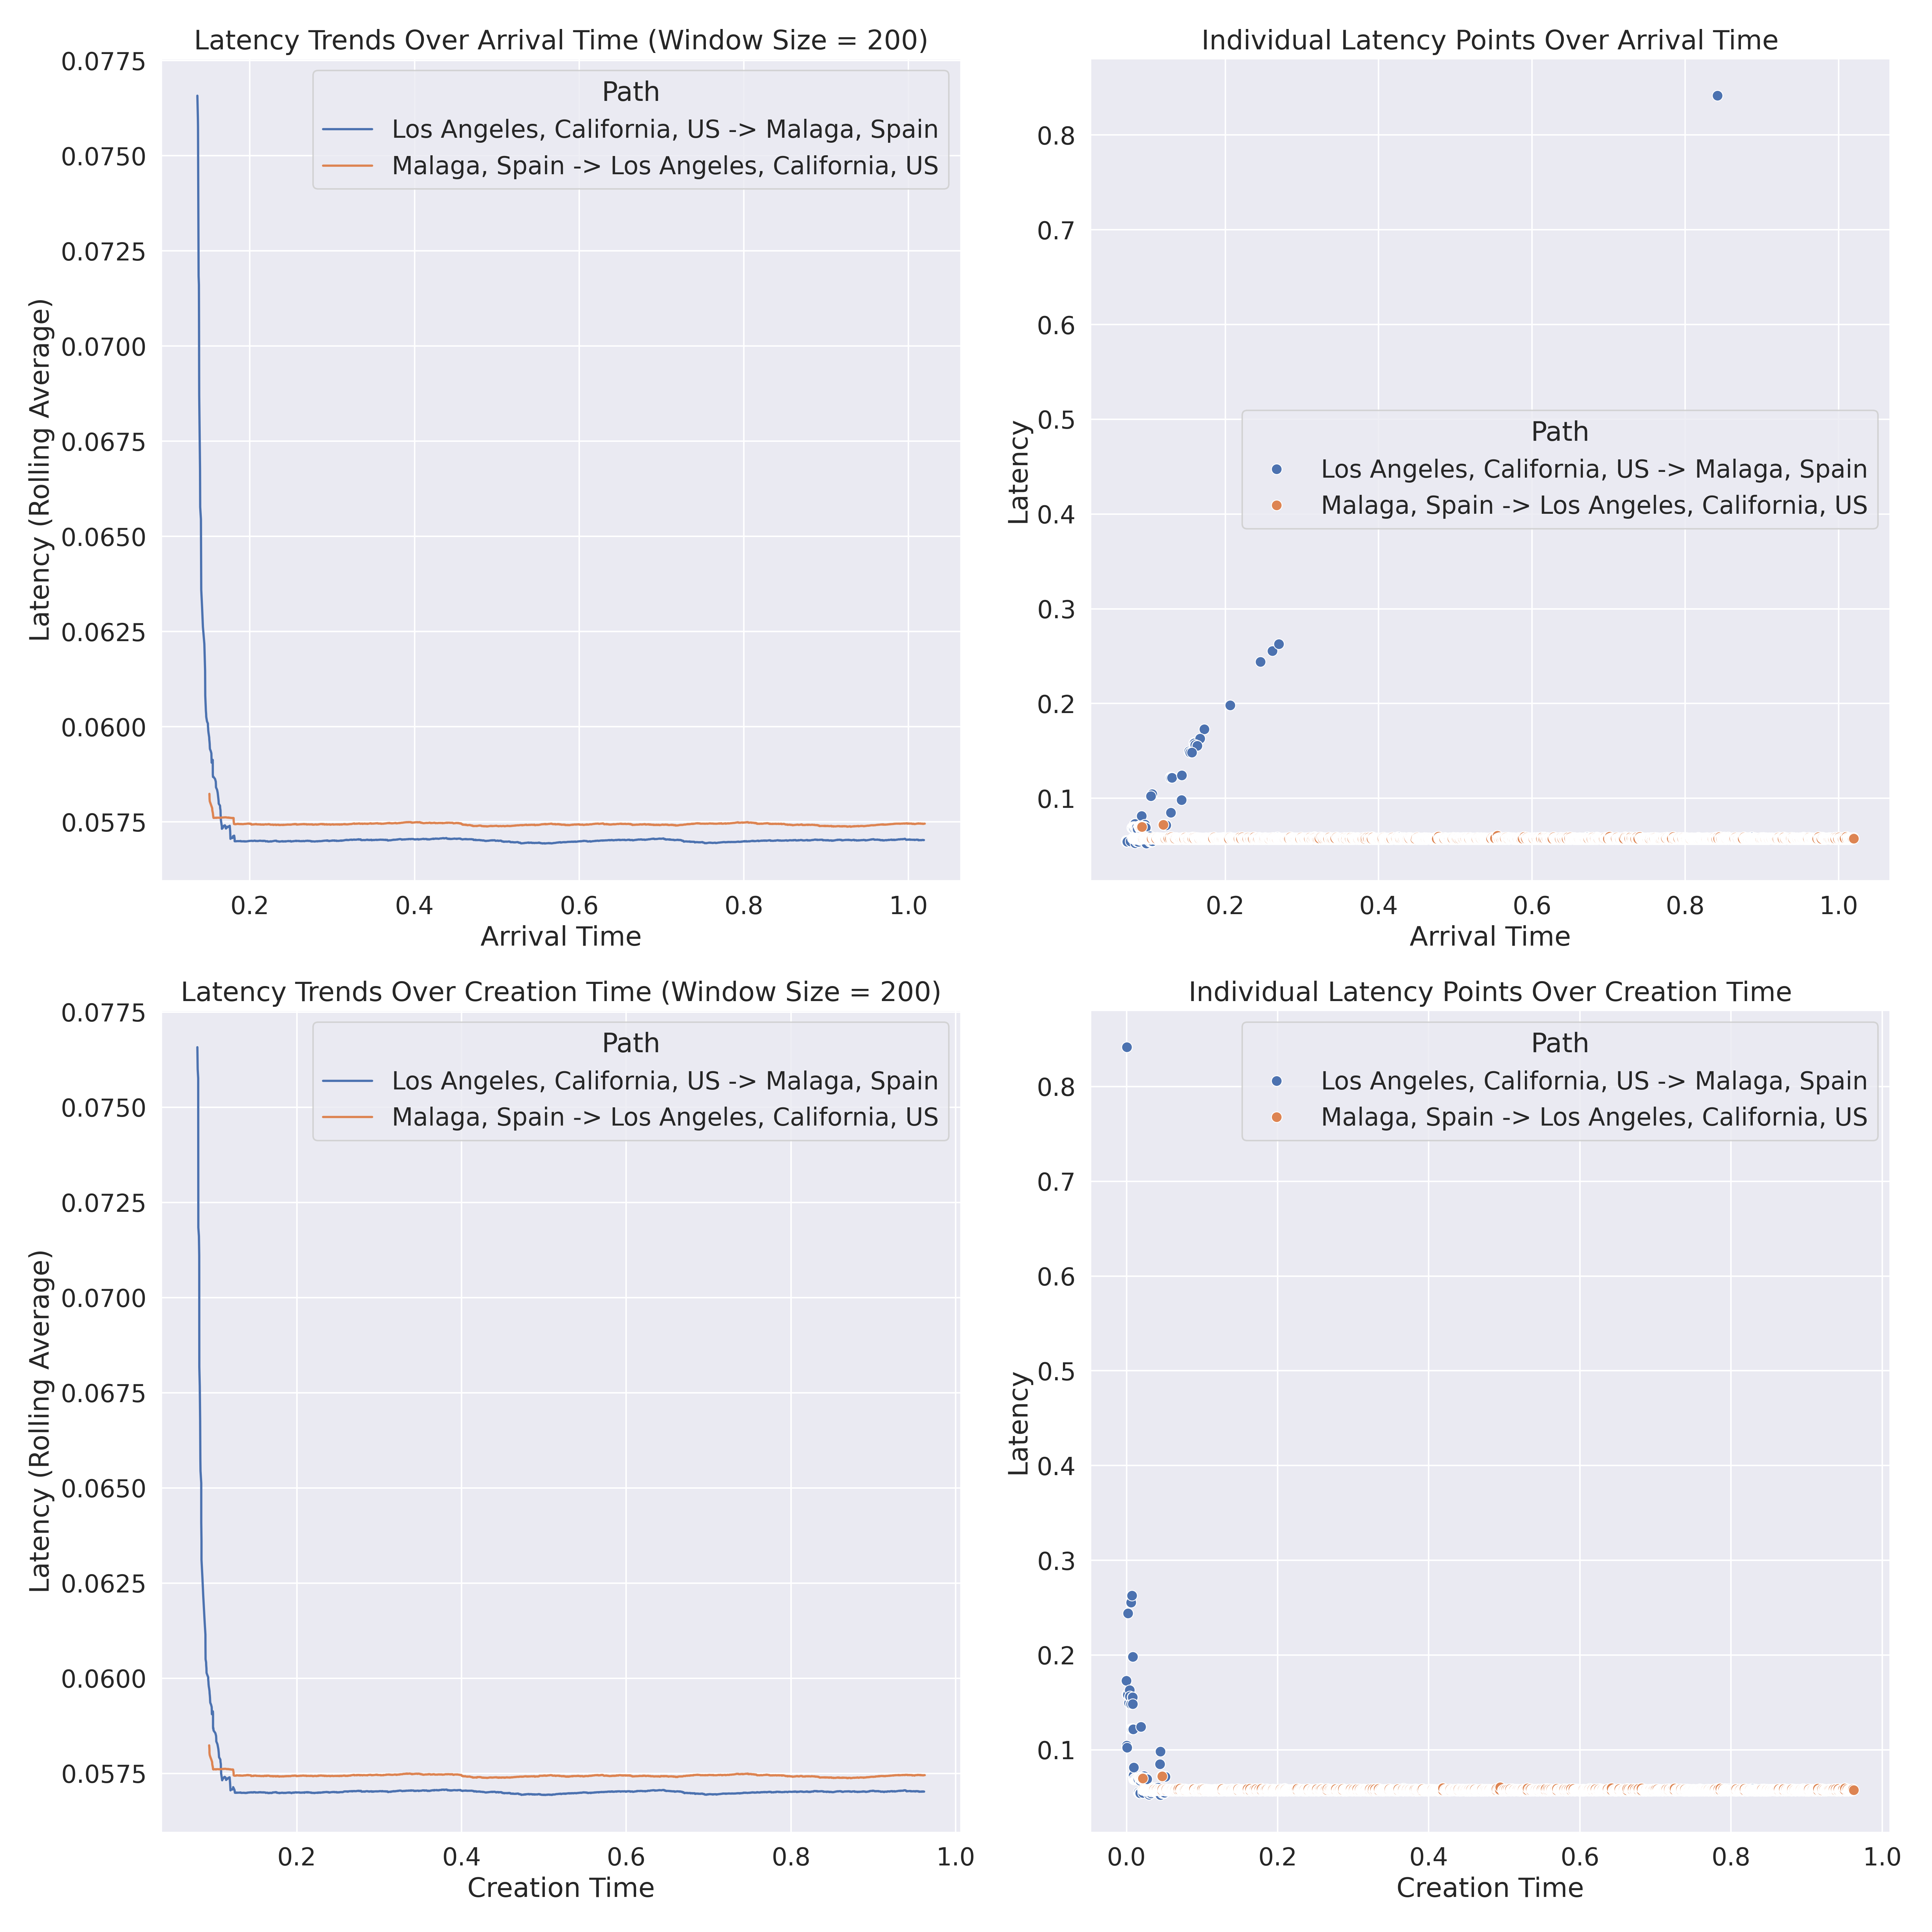 Latency Trends Over Arrival Time (Window Size = 200)
0.0775
0.0750
0.0725
0.0700
0.0675
0.0650
0.0625
0.0600
0.0575
Latency (Rolling Average)
Path
Los Angeles, California, US -> Malaga, Spain
Malaga, Spain -> Los Angeles, California, US
0.2 0.4 0.6 0.8 1.0
Arrival Time
Individual Latency Points Over Arrival Time
0.8
0.7
0.6
0.5
0.4
0.3
0.2
0.1
Latency
Path
Los Angeles, California, US -> Malaga, Spain
Malaga, Spain -> Los Angeles, California, US
0.2 0.4 0.6 0.8 1.0
Arrival Time
Latency Trends Over Creation Time (Window Size = 200)
0.0775
0.0750
0.0725
0.0700
0.0675
0.0650
0.0625
0.0600
0.0575
Latency (Rolling Average)
Path
Los Angeles, California, US -> Malaga, Spain
Malaga, Spain -> Los Angeles, California, US
0.2 0.4 0.6 0.8 1.0
Creation Time
Individual Latency Points Over Creation Time
0.8
0.7
0.6
0.5
0.4
0.3
0.2
0.1
Latency
Path
Los Angeles, California, US -> Malaga, Spain
Malaga, Spain -> Los Angeles, California, US
0.0 0.2 0.4 0.6 0.8 1.0
Creation Time